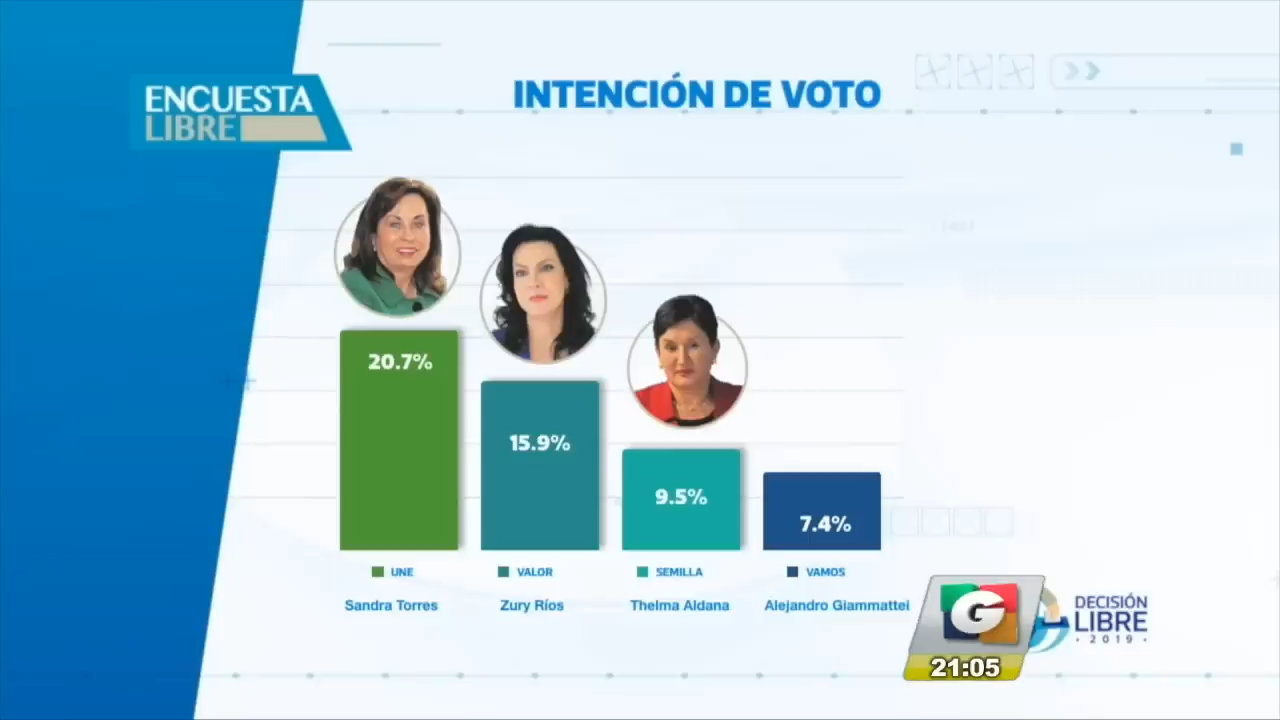 ENCUESTA
LIBRE
INTENCIÓN DE VOTO
20.7%
15.9%
9.5%
7.4%
UNE
VALOR
SEMILLA
VAMOS
Sandra Torres
Zury Ríos
Thelma Aldana
Alejandro Giammattei
G
21:05
DECISIÓN
LIBRE
· 2019 ·